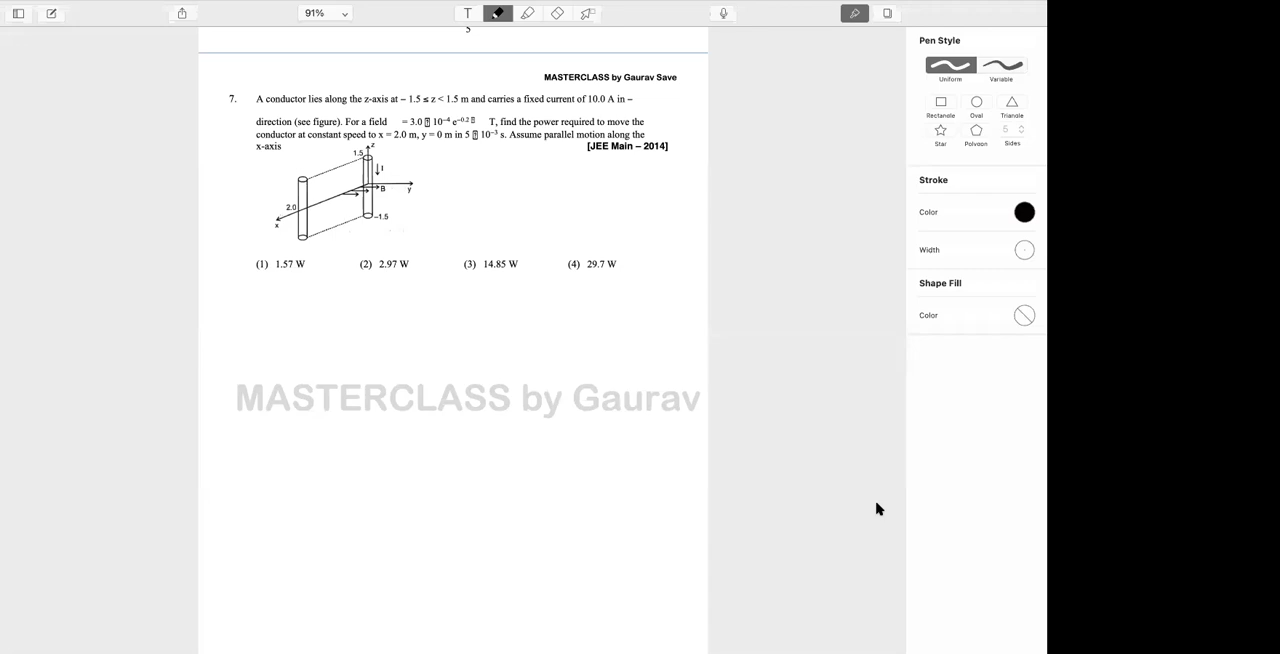 91%
T
5
MASTERCLASS by Gaurav Save
7. A conductor lies along the z-axis at – 1.5 ≤ z < 1.5 m and carries a fixed current of 10.0 A in –
direction (see figure). For a field = 3.0 10⁻⁴ e⁻⁰·² T, find the power required to move the
conductor at constant speed to x = 2.0 m, y = 0 m in 5 10⁻³ s. Assume parallel motion along the
x-axis [JEE Main – 2014]
z
1.5
I
B
y
2.0
x
–1.5
(1) 1.57 W (2) 2.97 W (3) 14.85 W (4) 29.7 W
MASTERCLASS by Gaurav
Pen Style
Uniform Variable
Rectangle Oval Triangle
5
Star Polygon Sides
Stroke
Color
Width
Shape Fill
Color